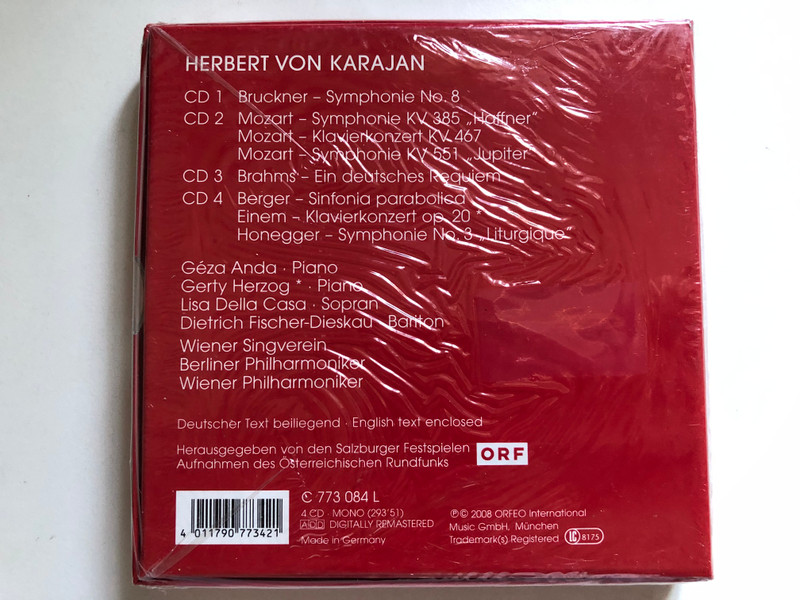 HERBERT VON KARAJAN
CD 1 Bruckner – Symphonie No. 8
CD 2 Mozart – Symphonie KV 385 „Haffner"
Mozart – Klavierkonzert KV 467
Mozart – Symphonie KV 551 „Jupiter"
CD 3 Brahms – Ein deutsches Requiem
CD 4 Berger – Sinfonia parabolica
Einem – Klavierkonzert op. 20 *
Honegger – Symphonie No. 3 „Liturgique"
Géza Anda · Piano
Gerty Herzog * · Piano
Lisa Della Casa · Sopran
Dietrich Fischer-Dieskau · Bariton
Wiener Singverein
Berliner Philharmoniker
Wiener Philharmoniker
Deutscher Text beiliegend · English text enclosed
Herausgegeben von den Salzburger Festspielen
Aufnahmen des Österreichischen Rundfunks
ORF
4 011790 773421
C 773 084 L
4 CD · MONO (293'51)
ADD DIGITALLY REMASTERED
Made in Germany
℗© 2008 ORFEO International
Music GmbH, München
Trademark(s) Registered LC 8175